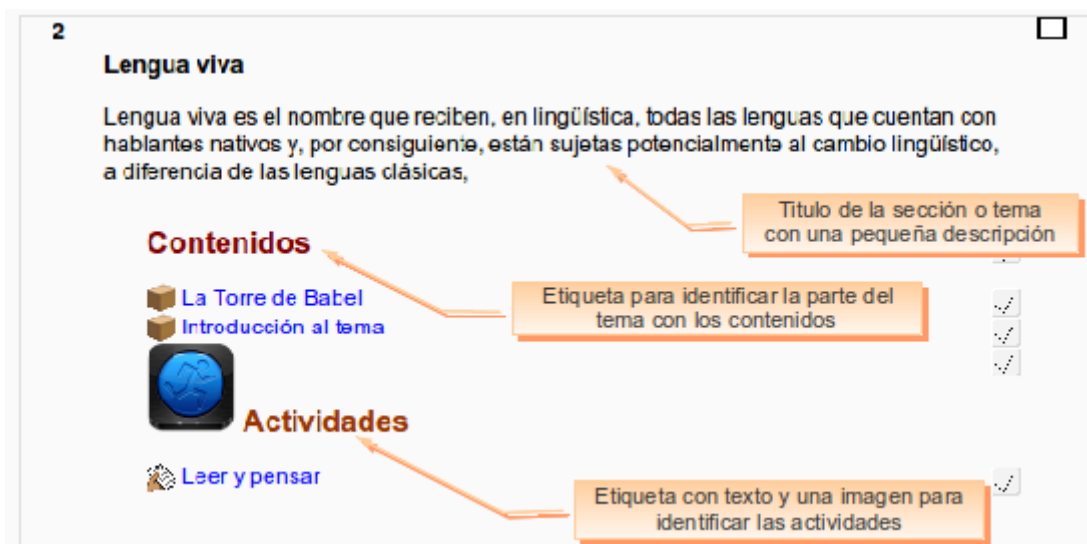 2
Lengua viva
Lengua viva es el nombre que reciben, en lingüística, todas las lenguas que cuentan con
hablantes nativos y, por consiguiente, están sujetas potencialmente al cambio lingüístico,
a diferencia de las lenguas clásicas,
Titulo de la sección o tema
con una pequeña descripción
Contenidos
La Torre de Babel
Etiqueta para identificar la parte del
tema con los contenidos
Introducción al tema
Actividades
Leer y pensar
Etiqueta con texto y una imagen para
identificar las actividades